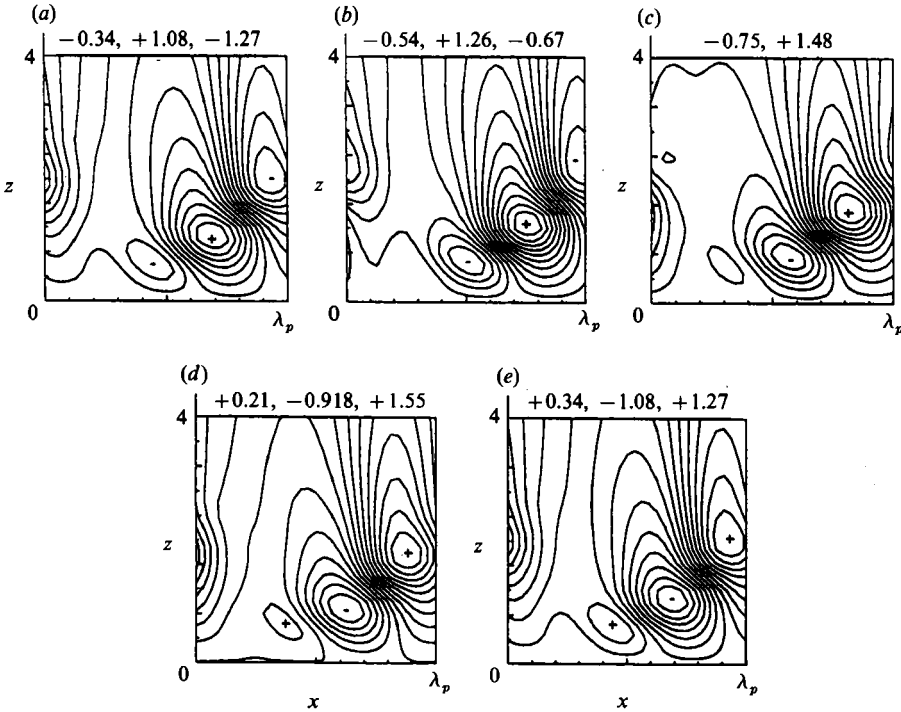 (a) (b) (c)
−0.34, +1.08, −1.27 −0.54, +1.26, −0.67 −0.75, +1.48
4 4 4
z z z
- + - - + - - +
0 λp 0 λp 0 λp
(d) (e)
+0.21, −0.918, +1.55 +0.34, −1.08, +1.27
4 4
z z
+ - + + - +
0 λp 0 λp
x x